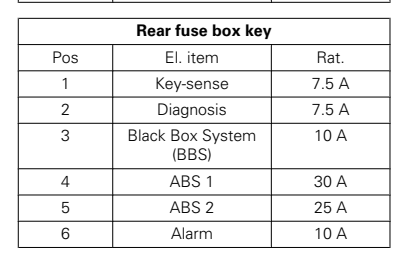 Rear fuse box key
Pos El. item Rat.
1 Key-sense 7.5 A
2 Diagnosis 7.5 A
3 Black Box System 10 A
(BBS)
4 ABS 1 30 A
5 ABS 2 25 A
6 Alarm 10 A